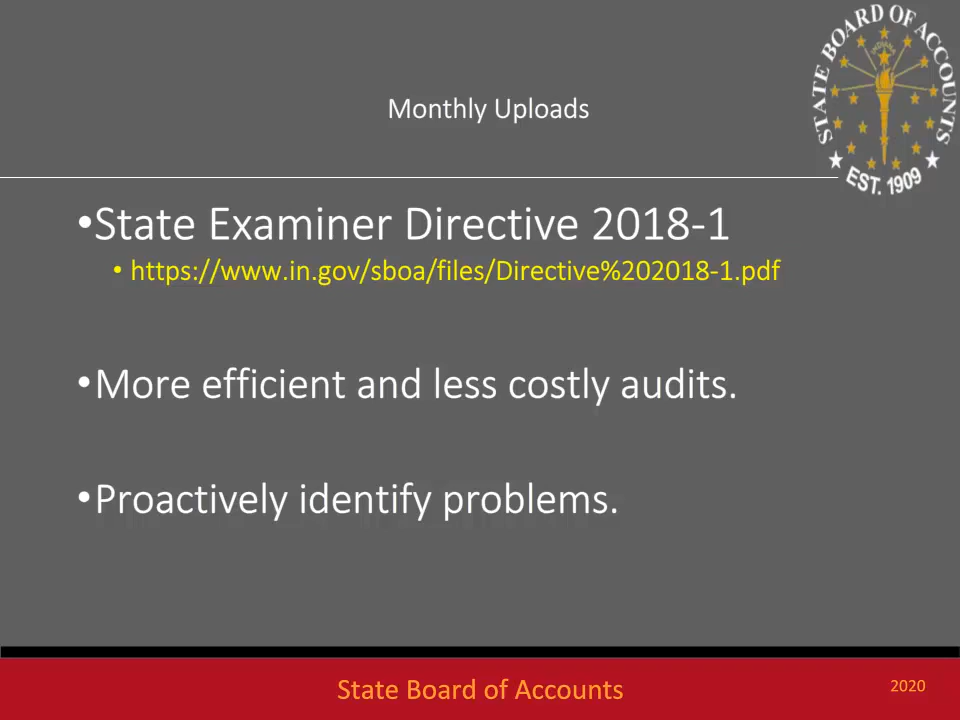 STATE BOARD OF ACCOUNTS
INDIANA
EST. 1909
Monthly Uploads
•State Examiner Directive 2018-1
• https://www.in.gov/sboa/files/Directive%202018-1.pdf
•More efficient and less costly audits.
•Proactively identify problems.
State Board of Accounts
2020